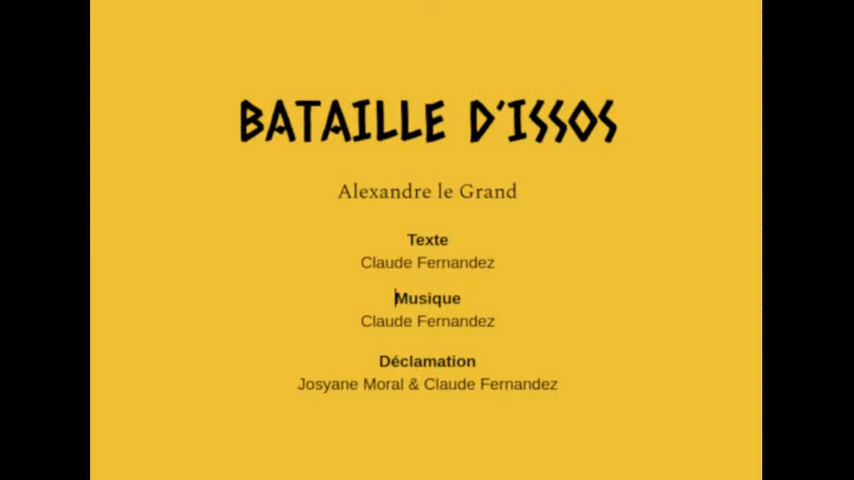 BATAILLE D'ISSOS
Alexandre le Grand
Texte
Claude Fernandez
Musique
Claude Fernandez
Déclamation
Josyane Moral & Claude Fernandez